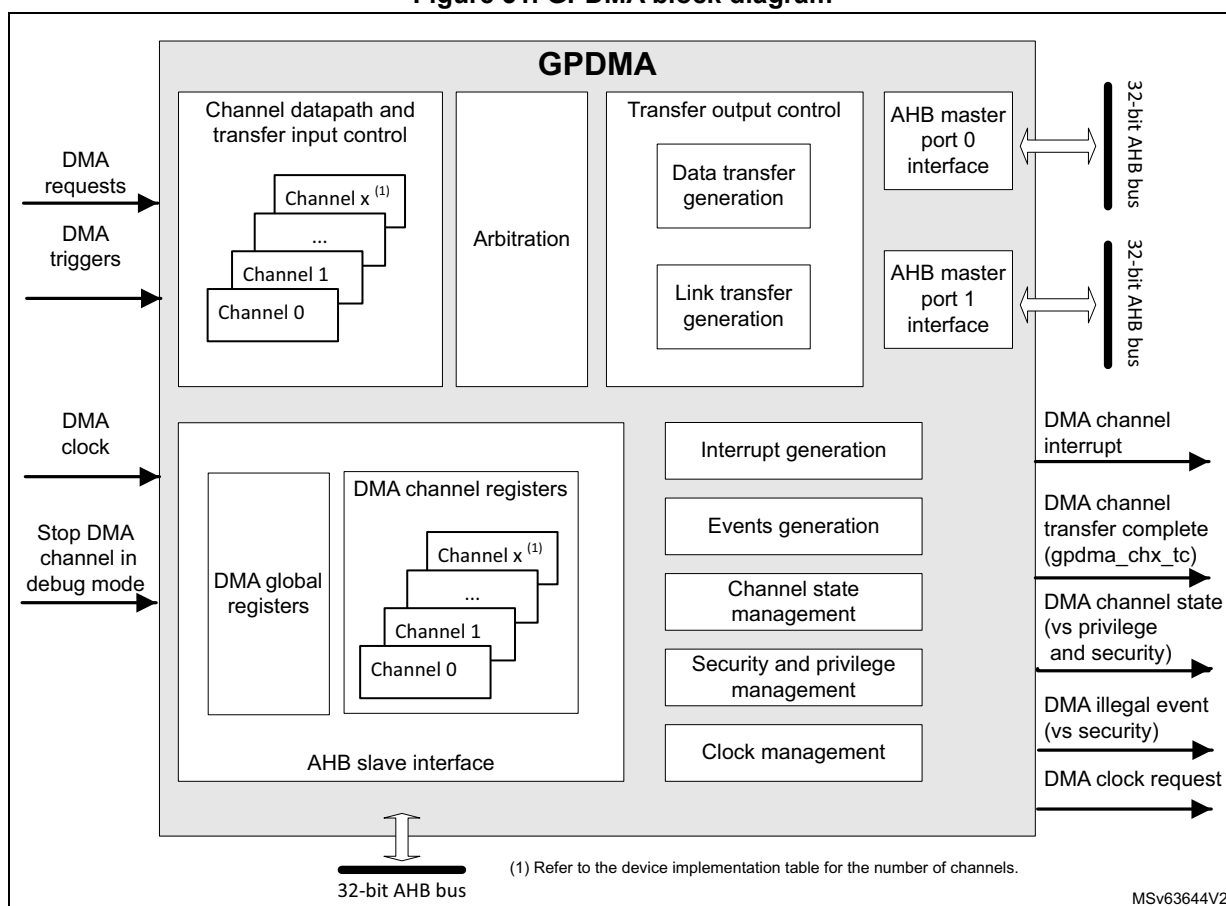 Figure GPDMA block diagram
GPDMA
Channel datapath and
transfer input control
Channel x (1)
...
Channel 1
Channel 0
Arbitration
Transfer output control
Data transfer
generation
Link transfer
generation
AHB master
port 0
interface
AHB master
port 1
interface
32-bit AHB bus
32-bit AHB bus
DMA
requests
DMA
triggers
DMA
clock
Stop DMA
channel in
debug mode
DMA global
registers
DMA channel registers
Channel x (1)
...
Channel 1
Channel 0
AHB slave interface
Interrupt generation
Events generation
Channel state
management
Security and privilege
management
Clock management
DMA channel
interrupt
DMA channel
transfer complete
(gpdma_chx_tc)
DMA channel state
(vs privilege
and security)
DMA illegal event
(vs security)
DMA clock request
32-bit AHB bus
(1) Refer to the device implementation table for the number of channels.
MSv63644V2